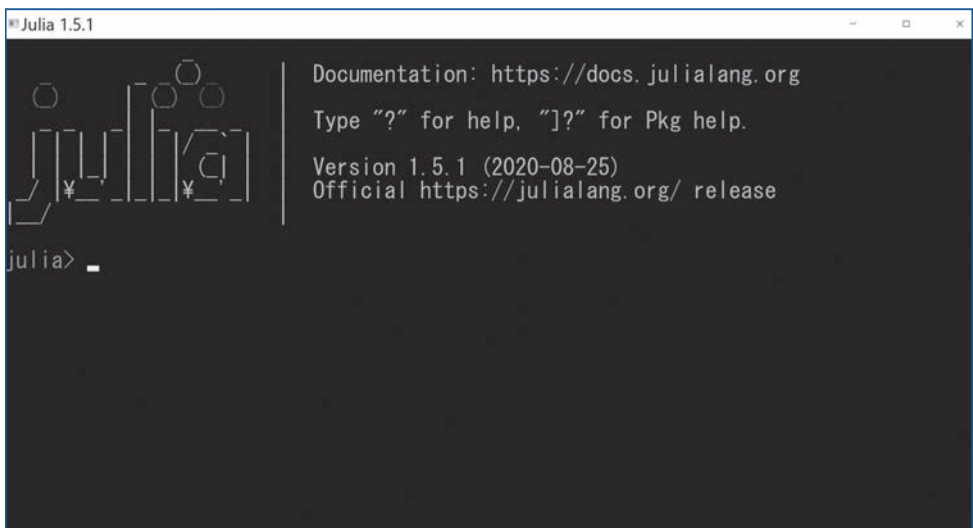 Julia 1.5.1
Documentation: https://docs.julialang.org
Type "?" for help, "]?" for Pkg help.
Version 1.5.1 (2020-08-25)
Official https://julialang.org/ release
julia>